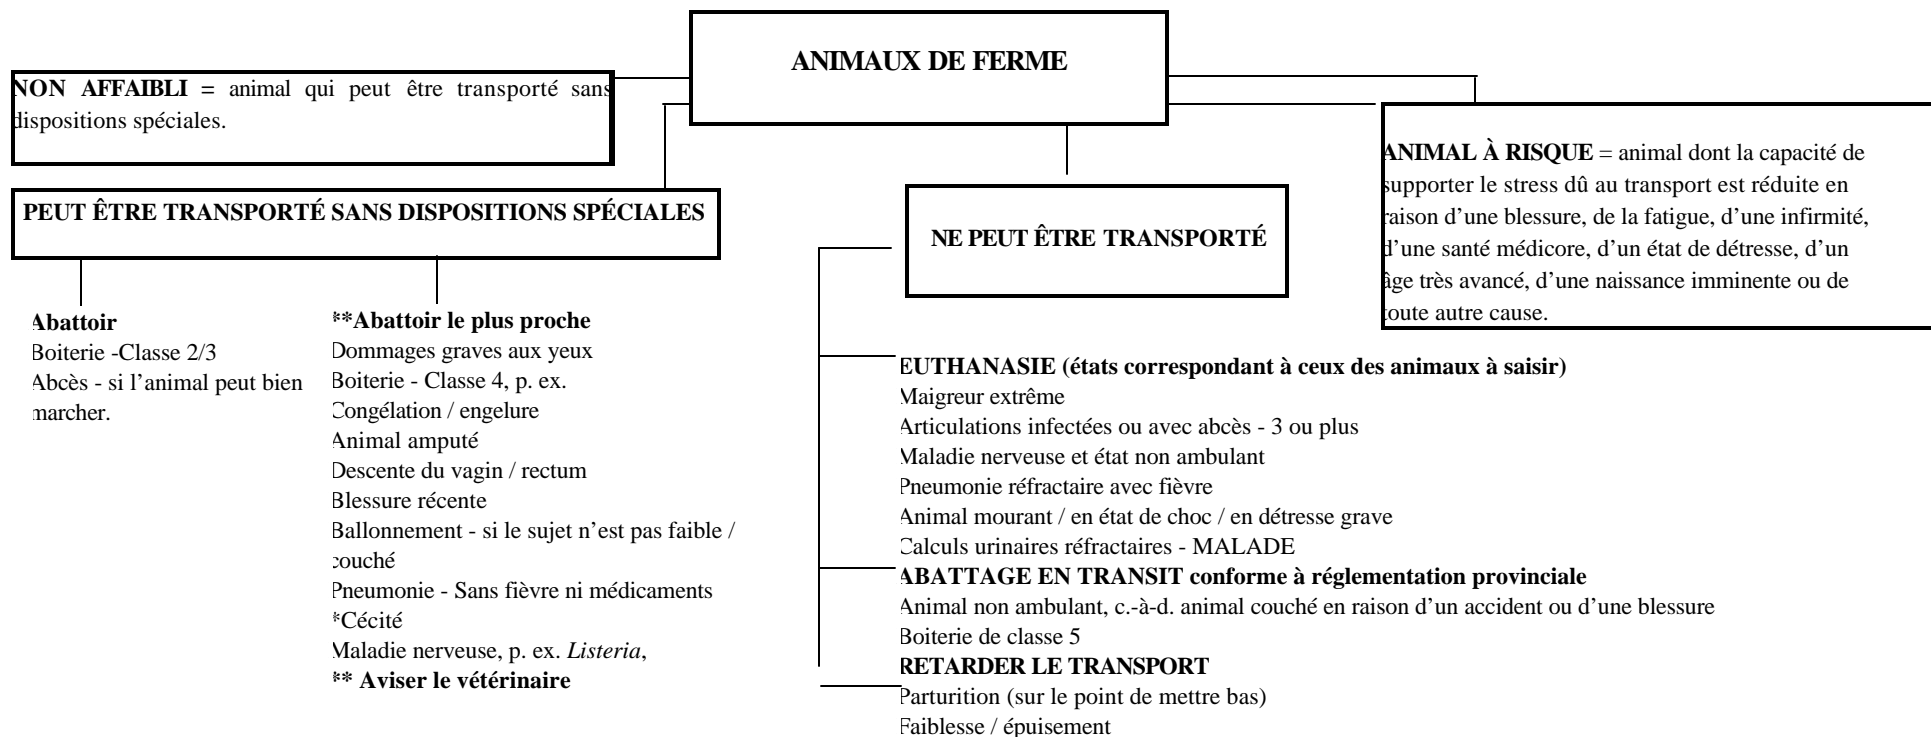 ANIMAUX DE FERME
NON AFFAIBLI = animal qui peut être transporté sans
dispositions spéciales.
ANIMAL À RISQUE = animal dont la capacité de
supporter le stress dû au transport est réduite en
raison d’une blessure, de la fatigue, d’une infirmité,
d’une santé médicore, d’un état de détresse, d’un
âge très avancé, d’une naissance imminente ou de
toute autre cause.
PEUT ÊTRE TRANSPORTÉ SANS DISPOSITIONS SPÉCIALES
Abattoir
Boiterie -Classe 2/3
Abcès - si l’animal peut bien
marcher.
**Abattoir le plus proche
Dommages graves aux yeux
Boiterie - Classe 4, p. ex.
Congélation / engelure
Animal amputé
Descente du vagin / rectum
Blessure récente
Ballonnement - si le sujet n’est pas faible /
couché
Pneumonie - Sans fièvre ni médicaments
*Cécité
Maladie nerveuse, p. ex. Listeria,
** Aviser le vétérinaire
NE PEUT ÊTRE TRANSPORTÉ
EUTHANASIE (états correspondant à ceux des animaux à saisir)
Maigreur extrême
Articulations infectées ou avec abcès - 3 ou plus
Maladie nerveuse et état non ambulant
Pneumonie réfractaire avec fièvre
Animal mourant / en état de choc / en détresse grave
Calculs urinaires réfractaires - MALADE
ABATTAGE EN TRANSIT conforme à réglementation provinciale
Animal non ambulant, c.-à-d. animal couché en raison d’un accident ou d’une blessure
Boiterie de classe 5
RETARDER LE TRANSPORT
Parturition (sur le point de mettre bas)
Faiblesse / épuisement